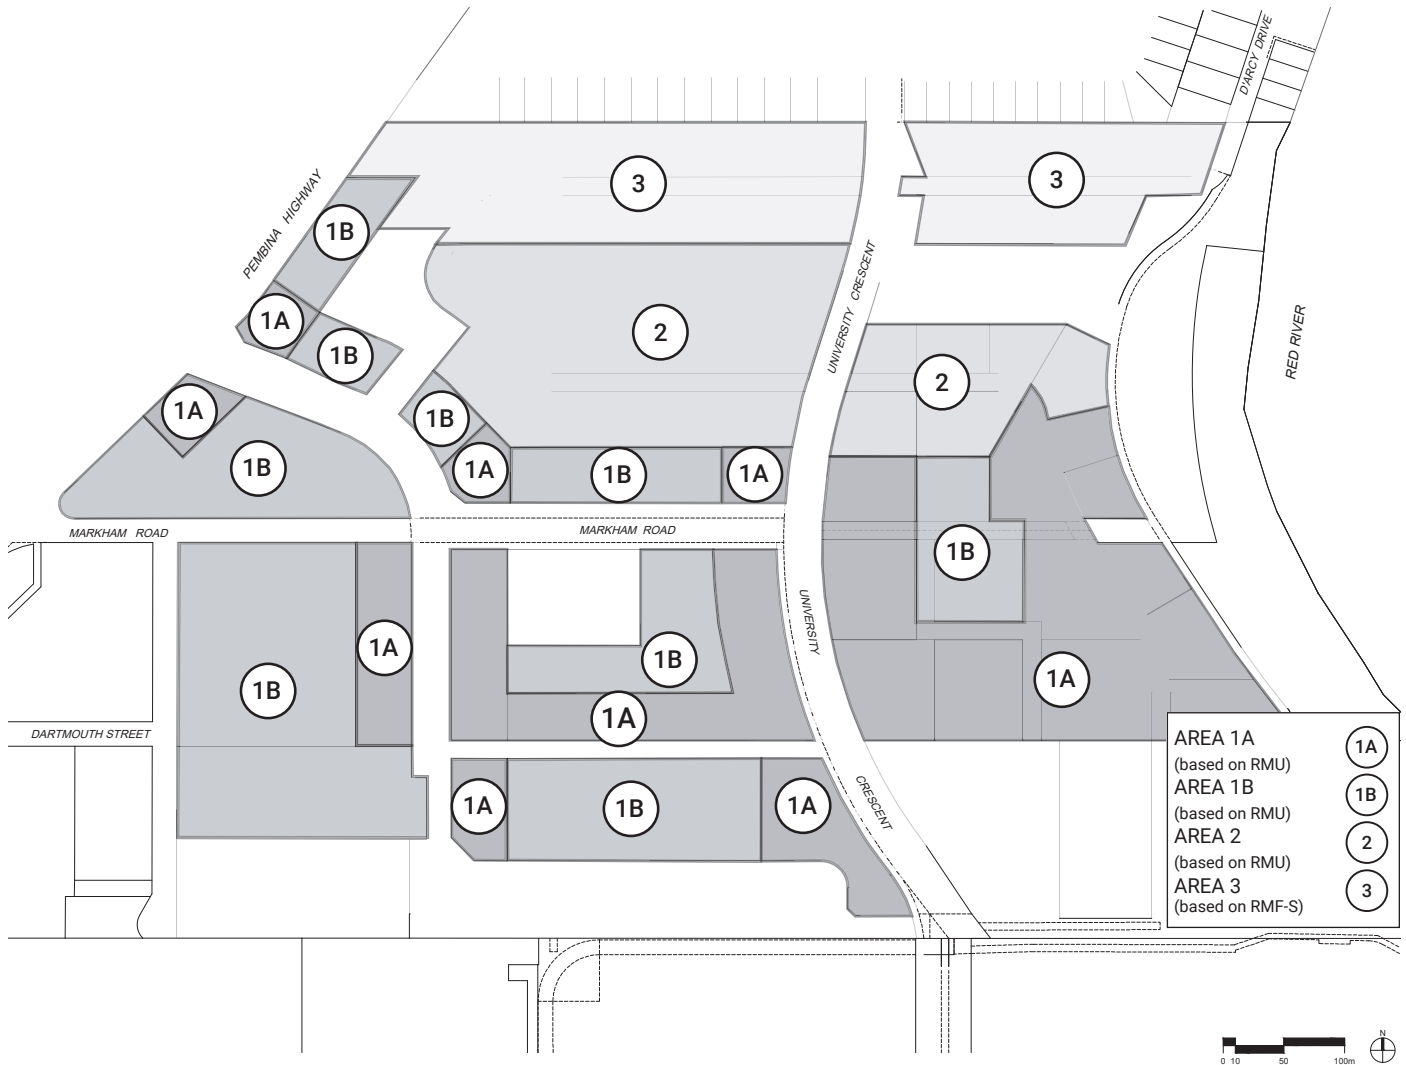 D'ARCY DRIVE
3
3
PEMBINA HIGHWAY
1B
UNIVERSITY CRESCENT
RED RIVER
1A
2
1B
2
1A
1B
1B
1A
1B
1A
MARKHAM ROAD
MARKHAM ROAD
1B
UNIVERSITY
1A
1B
1B
1A
1A
DARTMOUTH STREET
1A
1B
1A
CRESCENT
AREA 1A
(based on RMU)
1A
AREA 1B
(based on RMU)
1B
AREA 2
(based on RMU)
2
AREA 3
(based on RMF-S)
3
N
0 10 50 100m